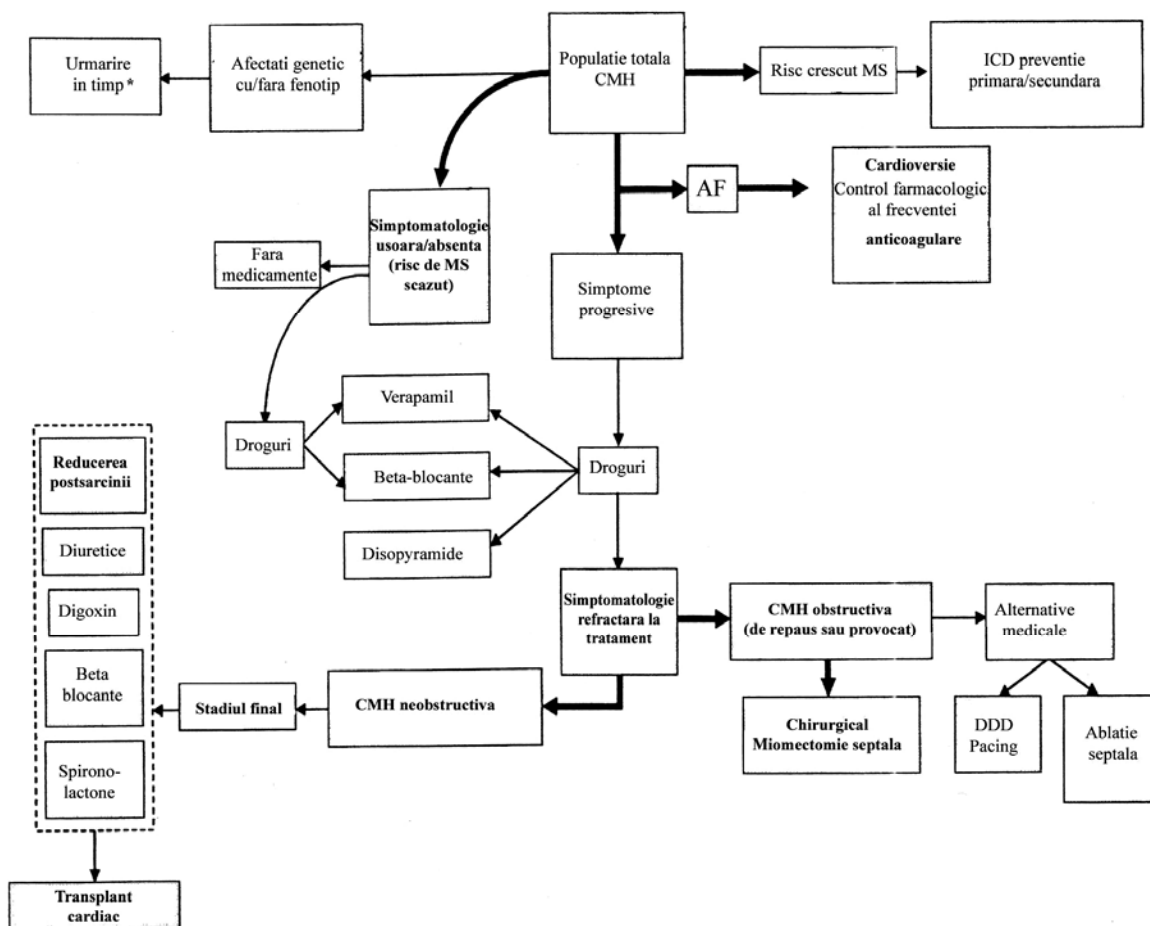 Urmarire
in timp*
Afectati genetic
cu/fara fenotip
Populatie totala
CMH
Risc crescut MS
ICD preventie
primara/secundara
AF
Cardioversie
Control farmacologic
al frecventei
anticoagulare
Simptomatologie
usoara/absenta
(risc de MS
scazut)
Fara
medicamente
Simptome
progresive
Verapamil
Droguri
Beta-blocante
Droguri
Disopyramide
Reducerea
postsarcinii
Diuretice
Digoxin
Beta
blocante
Spirono-
lactone
Simptomatologie
refractara la
tratament
CMH obstructiva
(de repaus sau provocat)
Alternative
medicale
Stadiul final
CMH neobstructiva
Chirurgical
Miomectomie septala
DDD
Pacing
Ablatie
septala
Transplant
cardiac